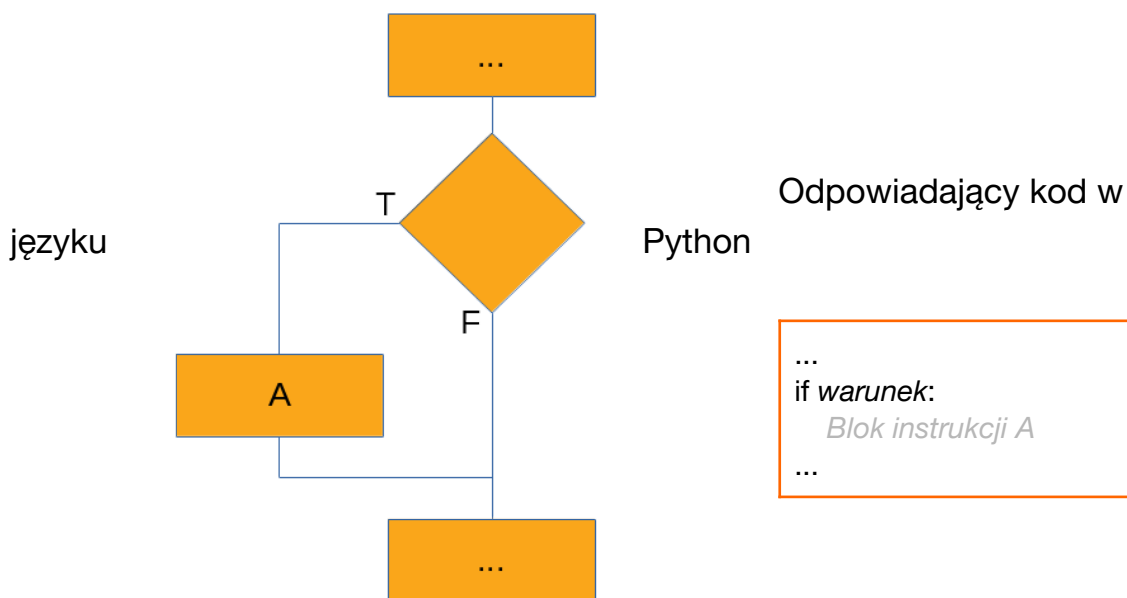 ...
T
Odpowiadający kod w
języku
Python
F
A
...
if warunek:
Blok instrukcji A
...
...